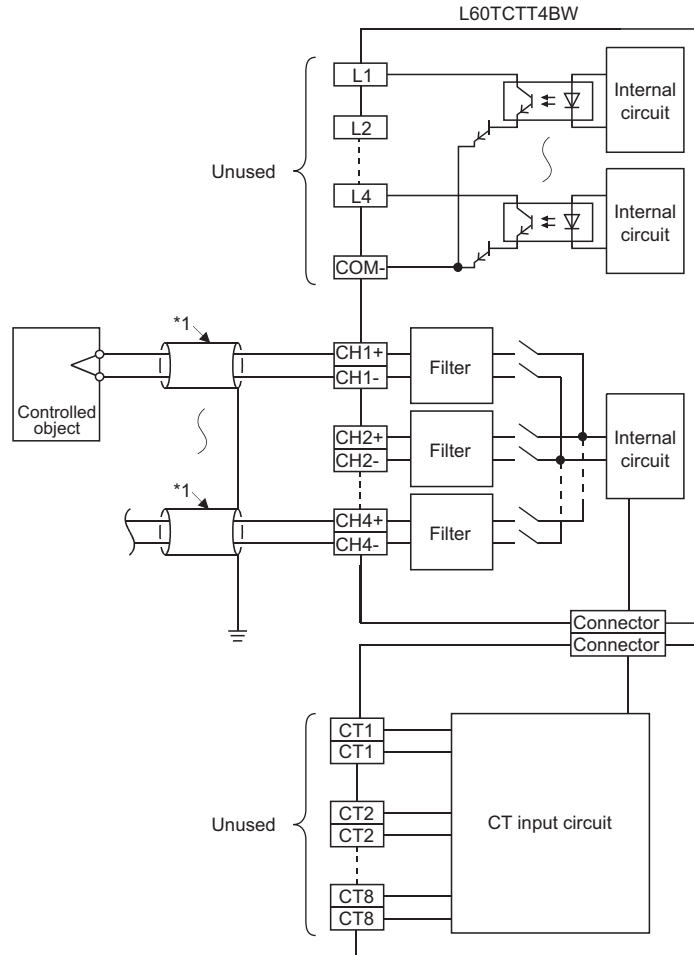 L60TCTT4BW
L1
Internal
circuit
L2
Unused
L4
Internal
circuit
COM-
*1
CH1+
CH1-
Filter
Controlled
object
CH2+
CH2-
Filter
Internal
circuit
*1
CH4+
CH4-
Filter
Connector
Connector
CT1
CT1
Unused
CT2
CT2
CT input circuit
CT8
CT8